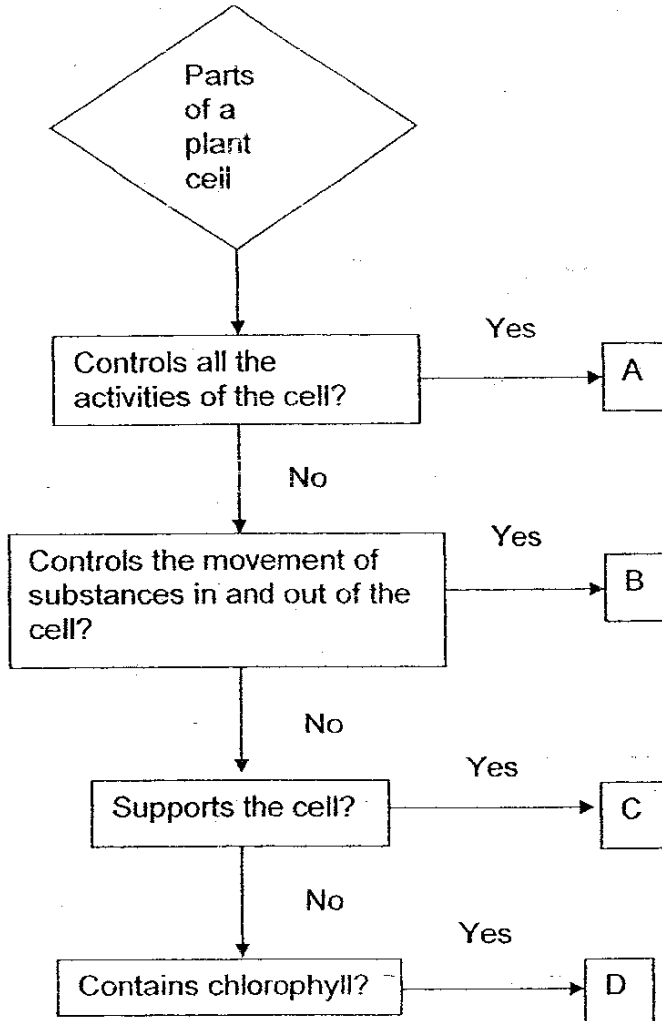 Parts
of a
plant
cell
Yes
Controls all the
activities of the cell?
A
No
Yes
Controls the movement of
substances in and out of the
cell?
B
No
Yes
Supports the cell?
C
No
Yes
Contains chlorophyll?
D